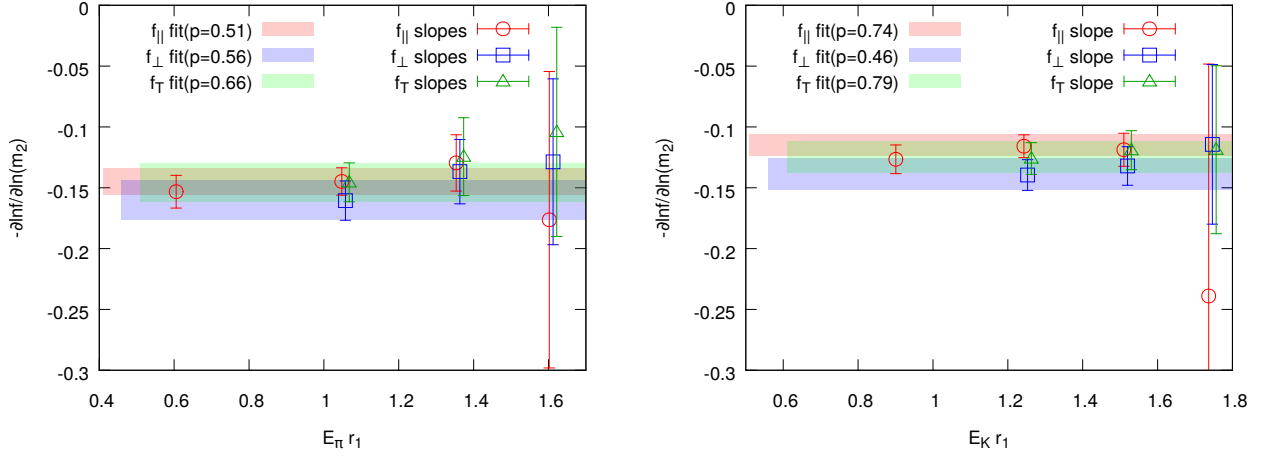 f|| fit(p=0.51)
f⊥ fit(p=0.56)
fT fit(p=0.66)
f|| slopes
f⊥ slopes
fT slopes
0
-0.05
-0.1
-0.15
-0.2
-0.25
-0.3
-∂lnf/∂ln(m2)
0.4
0.6
0.8
1
1.2
1.4
1.6
Eπ r1
f|| fit(p=0.74)
f⊥ fit(p=0.46)
fT fit(p=0.79)
f|| slope
f⊥ slope
fT slope
0
-0.05
-0.1
-0.15
-0.2
-0.25
-0.3
-∂lnf/∂ln(m2)
0.6
0.8
1
1.2
1.4
1.6
1.8
EK r1